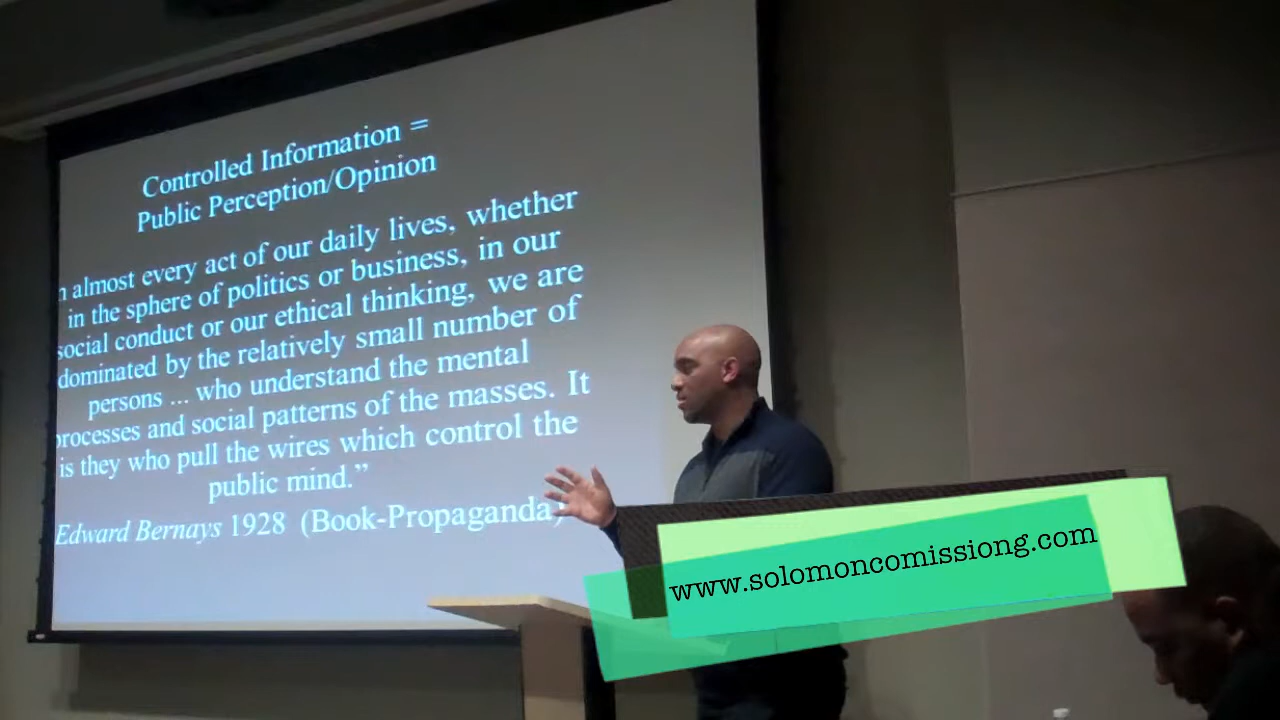 Controlled Information =
Public Perception/Opinion
n almost every act of our daily lives, whether
in the sphere of politics or business, in our
social conduct or our ethical thinking, we are
dominated by the relatively small number of
persons ... who understand the mental
processes and social patterns of the masses. It
is they who pull the wires which control the
public mind.”
Edward Bernays 1928 (Book-Propaganda)
www.solomoncomissiong.com